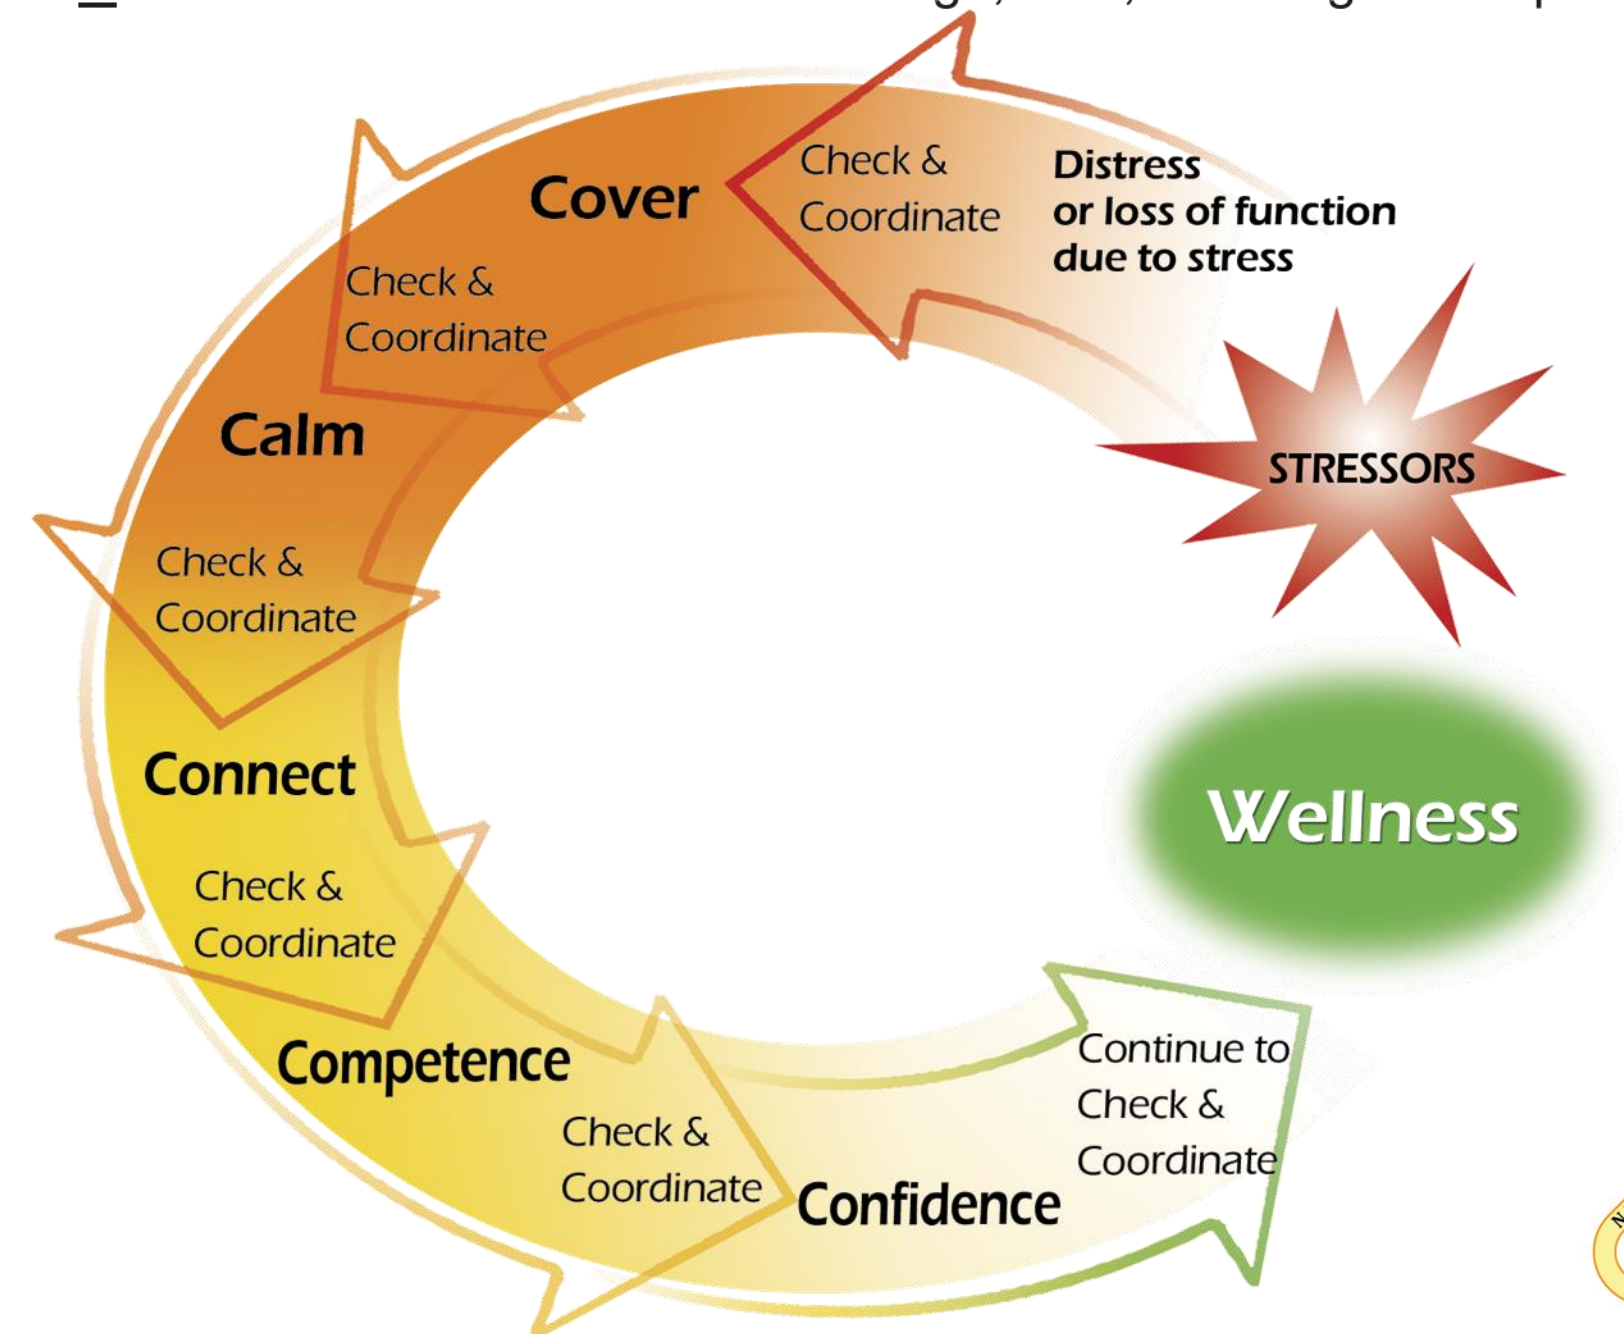 Distress
or loss of function
due to stress
STRESSORS
Check &
Coordinate
Cover
Check &
Coordinate
Calm
Check &
Coordinate
Connect
Check &
Coordinate
Competence
Check &
Coordinate
Confidence
Continue to
Check &
Coordinate
Wellness